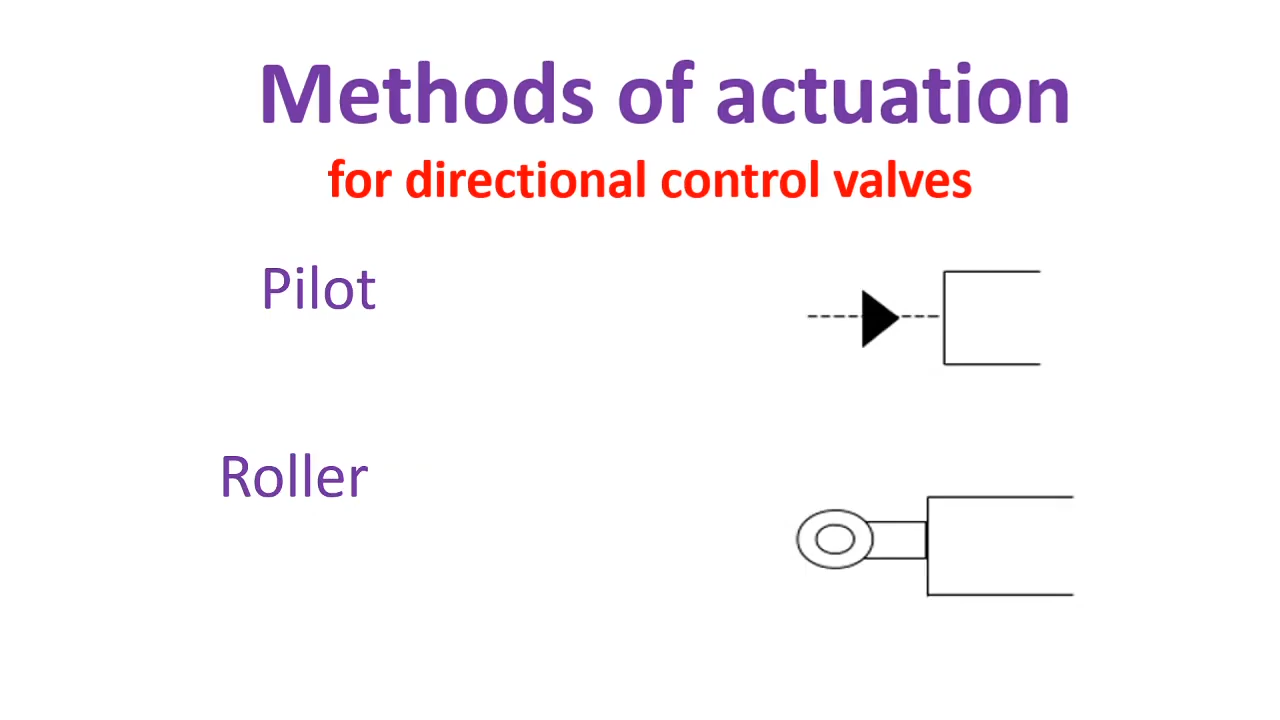 Methods of actuation
for directional control valves
Pilot
Roller